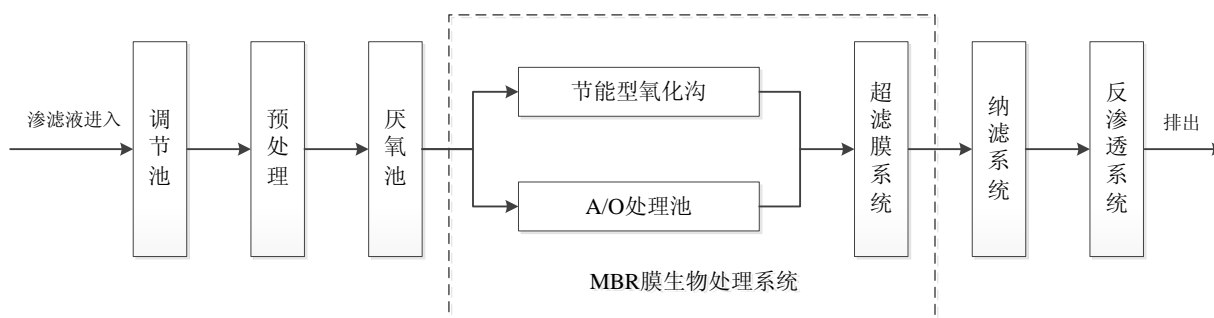 渗滤液进入
调节池
预处理
厌氧池
节能型氧化沟
A/O处理池
超滤膜系统
MBR膜生物处理系统
纳滤系统
反渗透系统
排出